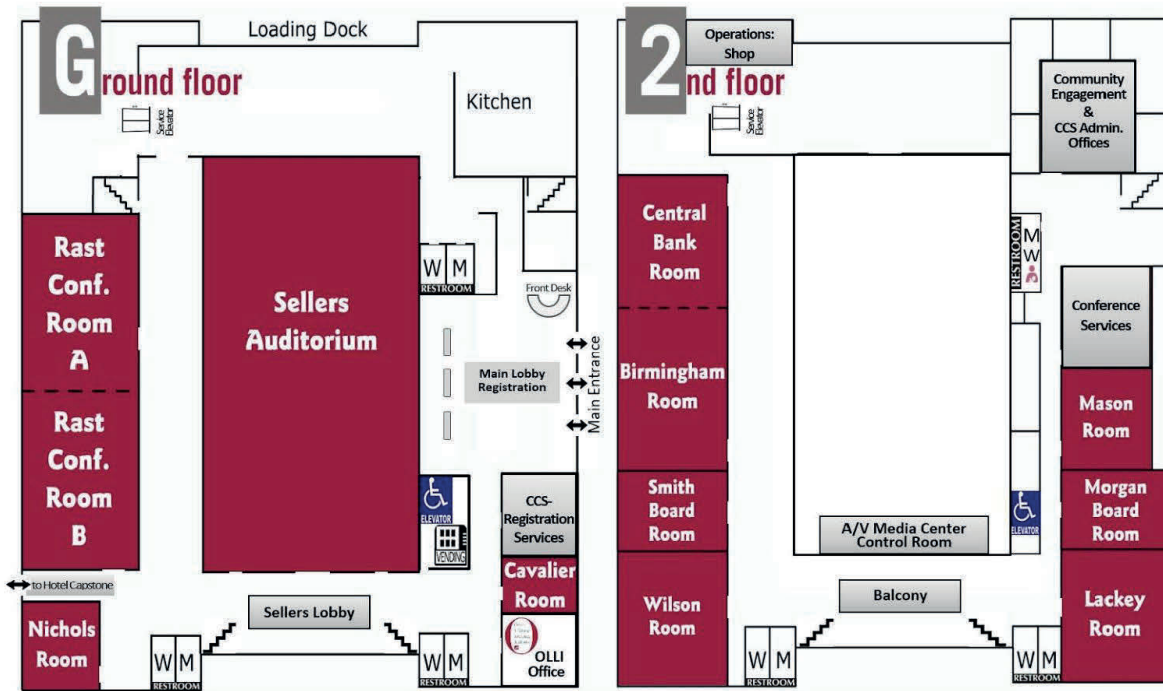 Ground floor
Loading Dock
Kitchen
Service
Elevator
Rast
Conf.
Room
A
Rast
Conf.
Room
B
Sellers
Auditorium
W M
RESTROOM
Front Desk
Main Lobby
Registration
Main Entrance
ELEVATOR
VENDING
CCS-
Registration
Services
Cavalier
Room
OLLI
Office
to Hotel Capstone
Nichols
Room
W M
RESTROOM
Sellers Lobby
W M
RESTROOM
2nd floor
Operations:
Shop
Service
Elevator
Community
Engagement
&
CCS Admin.
Offices
Central
Bank
Room
Birmingham
Room
Smith
Board
Room
Wilson
Room
RESTROOM
M
W
Conference
Services
Mason
Room
Morgan
Board
Room
Lackey
Room
ELEVATOR
A/V Media Center
Control Room
Balcony
W M
RESTROOM
W M
RESTROOM